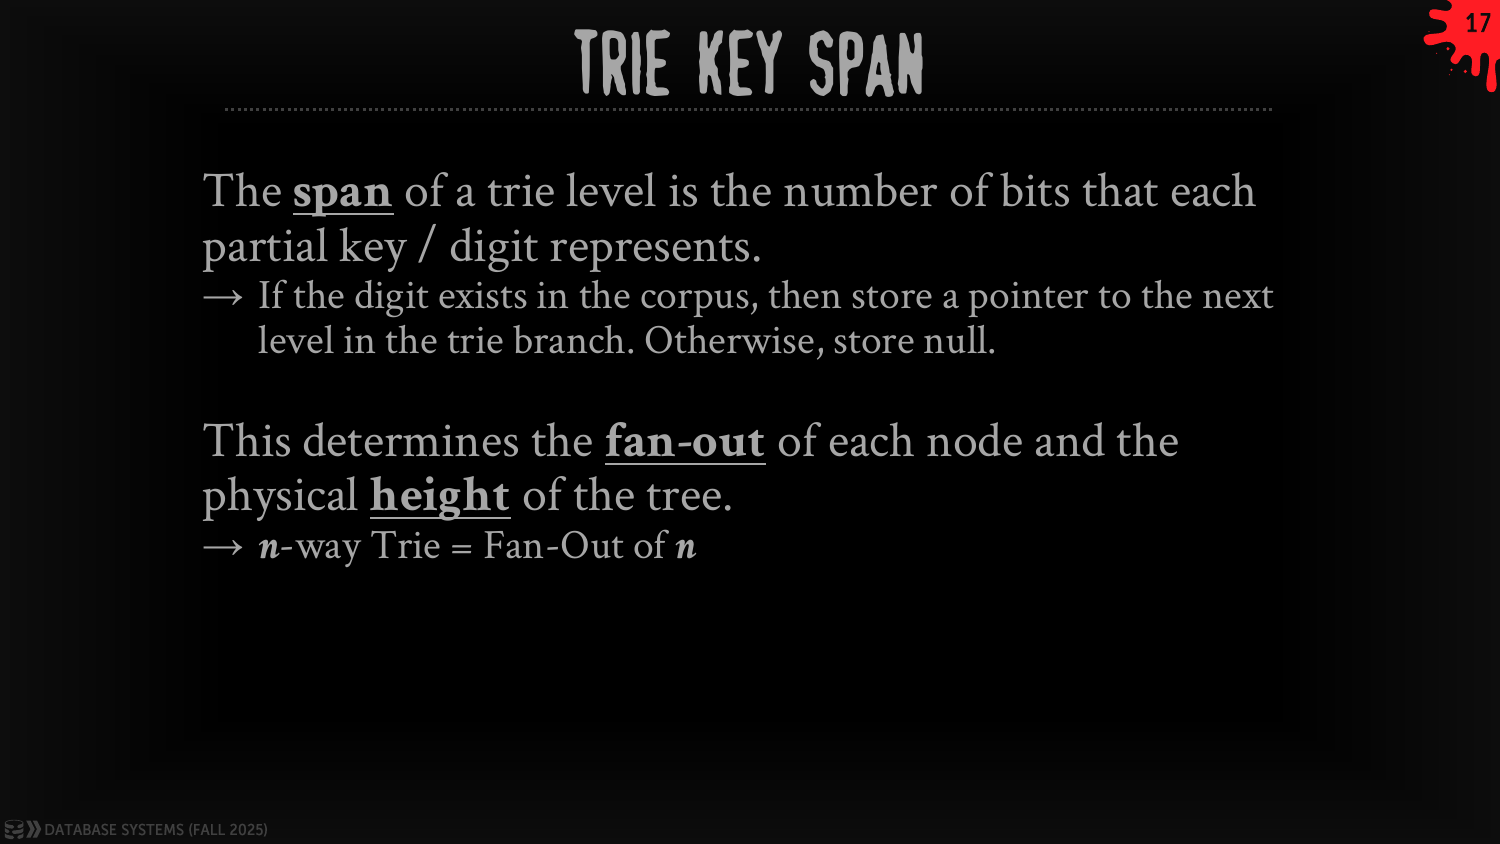 17
TRIE KEY SPAN
The span of a trie level is the number of bits that each
partial key / digit represents.
→ If the digit exists in the corpus, then store a pointer to the next
level in the trie branch. Otherwise, store null.
This determines the fan-out of each node and the
physical height of the tree.
→ n-way Trie = Fan-Out of n
DATABASE SYSTEMS (FALL 2025)